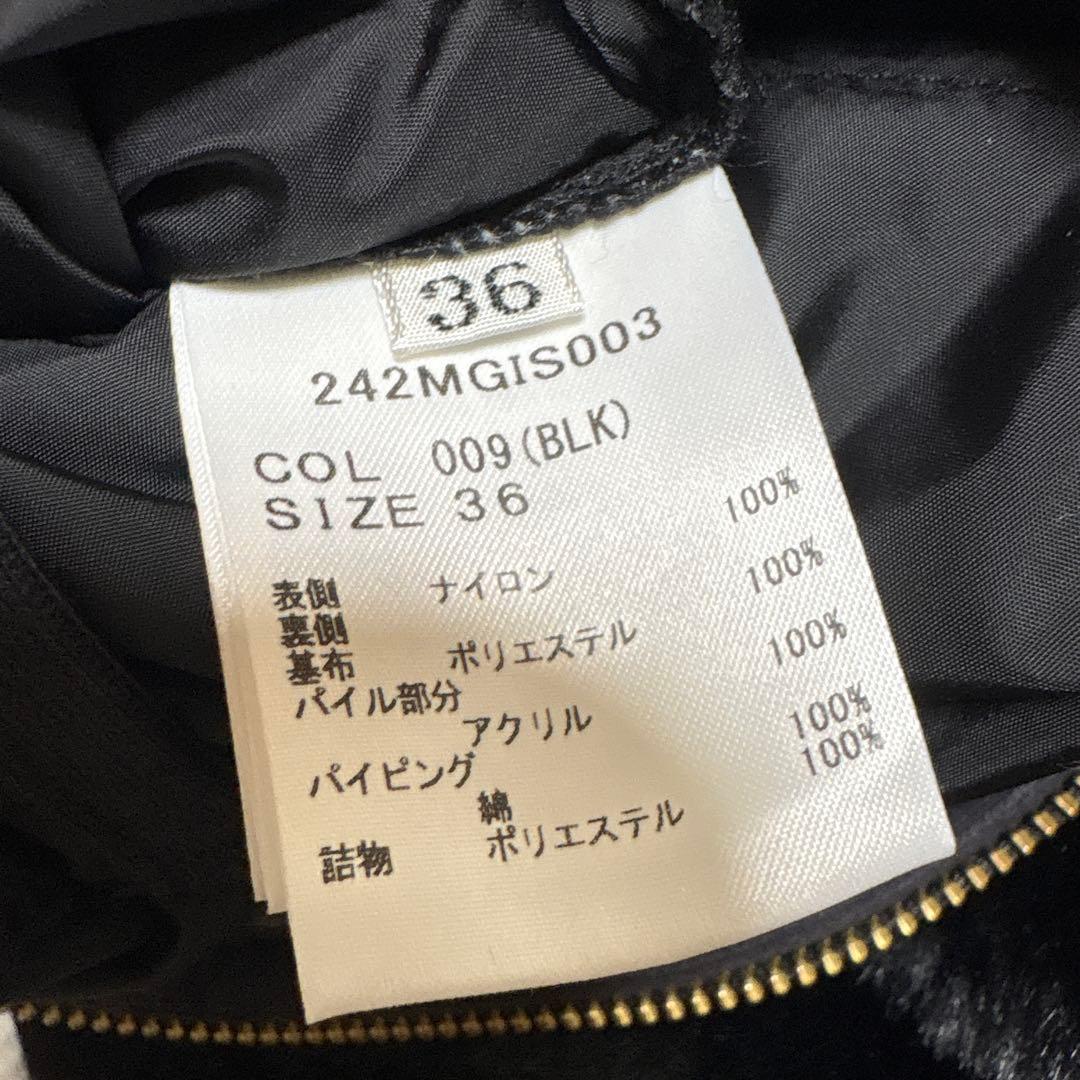 36
242MGIS003
COL 009(BLK)
SIZE 36
表側 ナイロン 100%
裏側
基布 ポリエステル 100%
パイル部分
アクリル 100%
パイピング
綿 100%
詰物 ポリエステル 100%